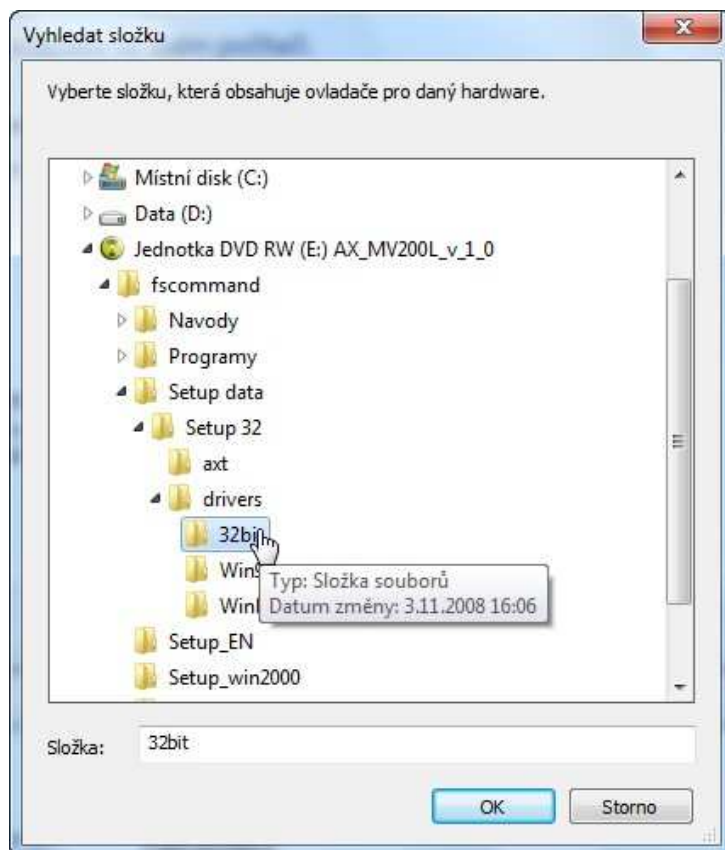 Vyhledat složku
Vyberte složku, která obsahuje ovladače pro daný hardware.
Místní disk (C:)
Data (D:)
Jednotka DVD RW (E:) AX_MV200L_v_1_0
fscommand
Navody
Programy
Setup data
Setup 32
axt
drivers
32bit
Typ: Složka souborů
Datum změny: 3.11.2008 16:06
Setup_EN
Setup_win2000
Složka:
32bit
OK
Storno